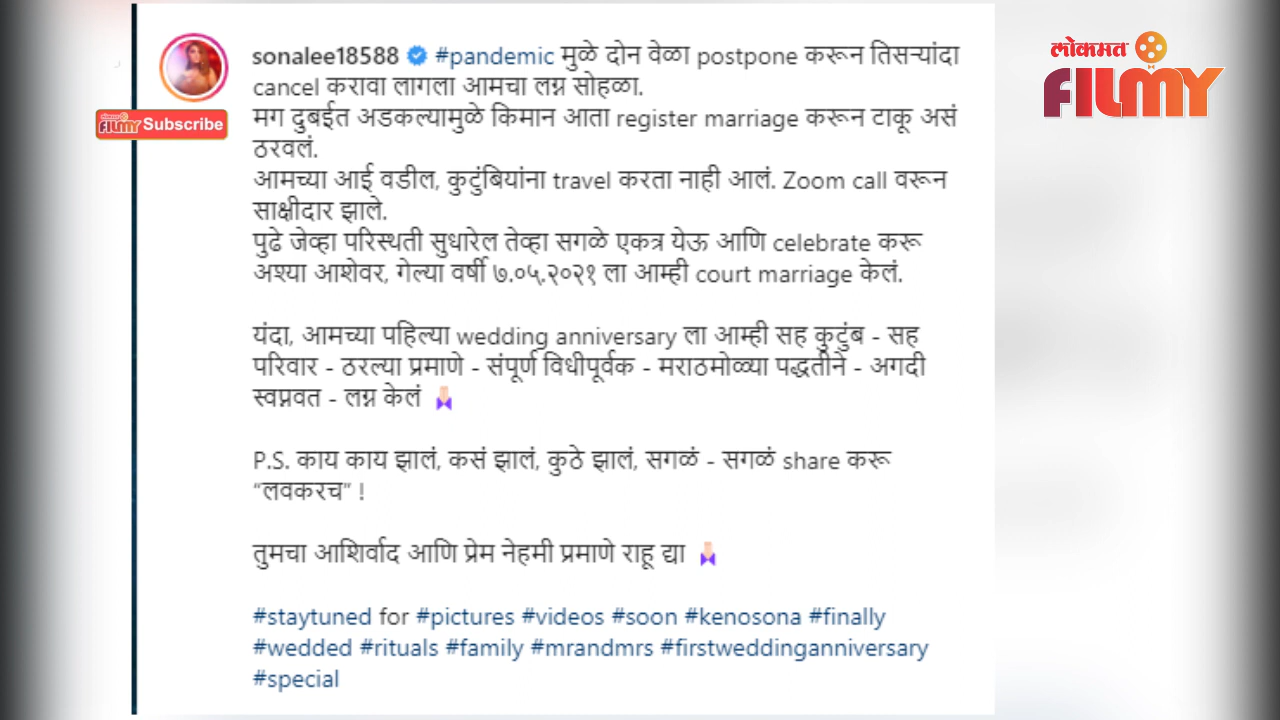 sonalee18588 #pandemic मुळे दोन वेळा postpone करून तिसऱ्यांदा
cancel करावा लागला आमचा लग्न सोहळा.
मग दुबईत अडकल्यामुळे किमान आता register marriage करून टाकू असं
ठरवलं.
आमच्या आई वडील, कुटुंबियांना travel करता नाही आलं. Zoom call वरून
साक्षीदार झाले.
पुढे जेव्हा परिस्थती सुधारेल तेव्हा सगळे एकत्र येऊ आणि celebrate करू
अश्या आशेवर, गेल्या वर्षी ७.०५.२०२१ ला आम्ही court marriage केलं.
यंदा, आमच्या पहिल्या wedding anniversary ला आम्ही सह कुटुंब - सह
परिवार - ठरल्या प्रमाणे - संपूर्ण विधीपूर्वक - मराठमोळ्या पद्धतीने - अगदी
स्वप्नवत - लग्न केलं
P.S. काय काय झालं, कसं झालं, कुठे झालं, सगळं - सगळं share करू
“लवकरच” !
तुमचा आशिर्वाद आणि प्रेम नेहमी प्रमाणे राहू द्या
#staytuned for #pictures #videos #soon #kenosona #finally
#wedded #rituals #family #mrandmrs #firstweddinganniversary
#special
लोकमत
FILMY
FILMY Subscribe